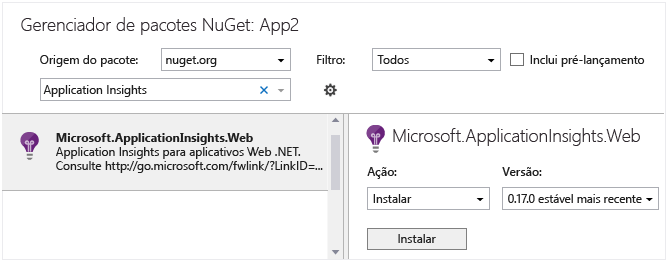 Gerenciador de pacotes NuGet: App2
Origem do pacote: nuget.org Filtro: Todos Inclui pré-lançamento
Application Insights
Microsoft.ApplicationInsights.Web
Application Insights para aplicativos Web .NET.
Consulte http://go.microsoft.com/fwlink/?LinkID=...
Microsoft.ApplicationInsights.Web
Ação: Versão:
Instalar 0.17.0 estável mais recente
Instalar